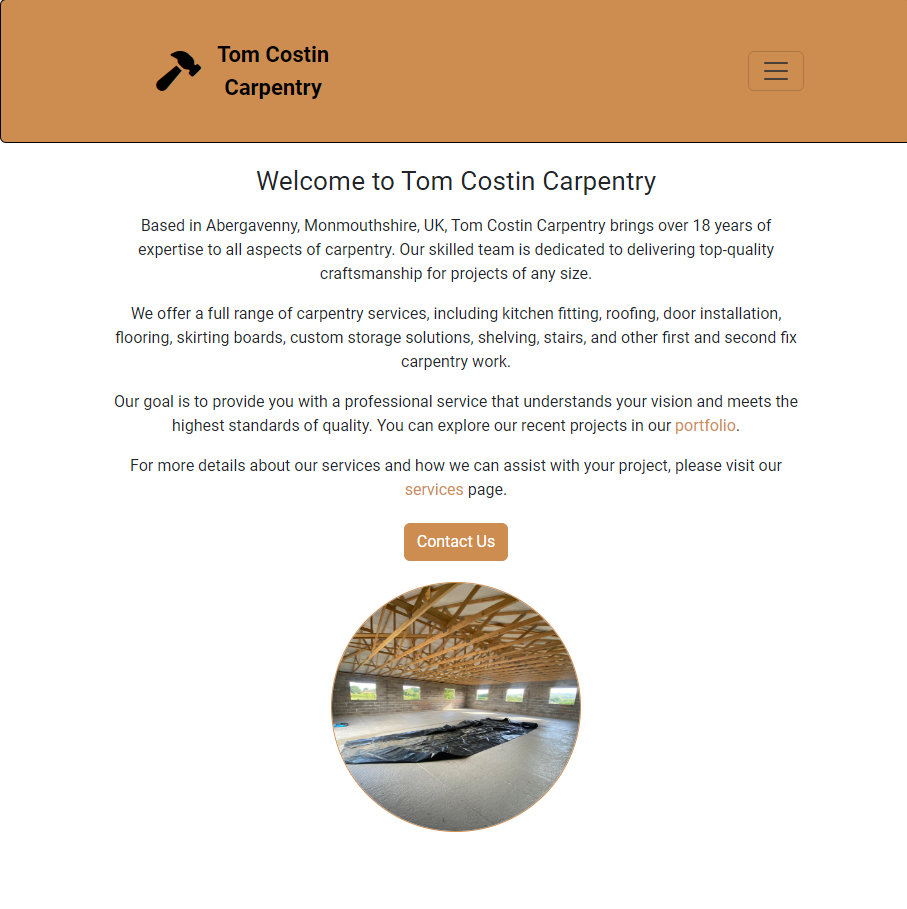 Tom Costin
Carpentry
Welcome to Tom Costin Carpentry
Based in Abergavenny, Monmouthshire, UK, Tom Costin Carpentry brings over 18 years of
expertise to all aspects of carpentry. Our skilled team is dedicated to delivering top-quality
craftsmanship for projects of any size.
We offer a full range of carpentry services, including kitchen fitting, roofing, door installation,
flooring, skirting boards, custom storage solutions, shelving, stairs, and other first and second fix
carpentry work.
Our goal is to provide you with a professional service that understands your vision and meets the
highest standards of quality. You can explore our recent projects in our portfolio.
For more details about our services and how we can assist with your project, please visit our
services page.
Contact Us